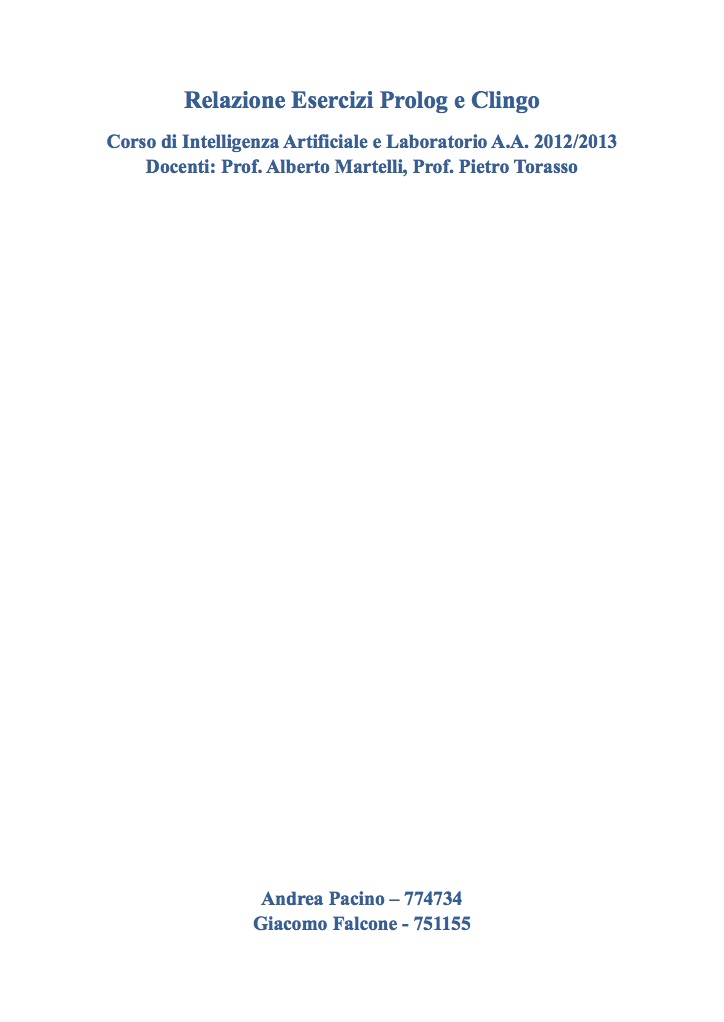 Relazione Esercizi Prolog e Clingo
Corso di Intelligenza Artificiale e Laboratorio A.A. 2012/2013
Docenti: Prof. Alberto Martelli, Prof. Pietro Torasso
Andrea Pacino – 774734
Giacomo Falcone - 751155